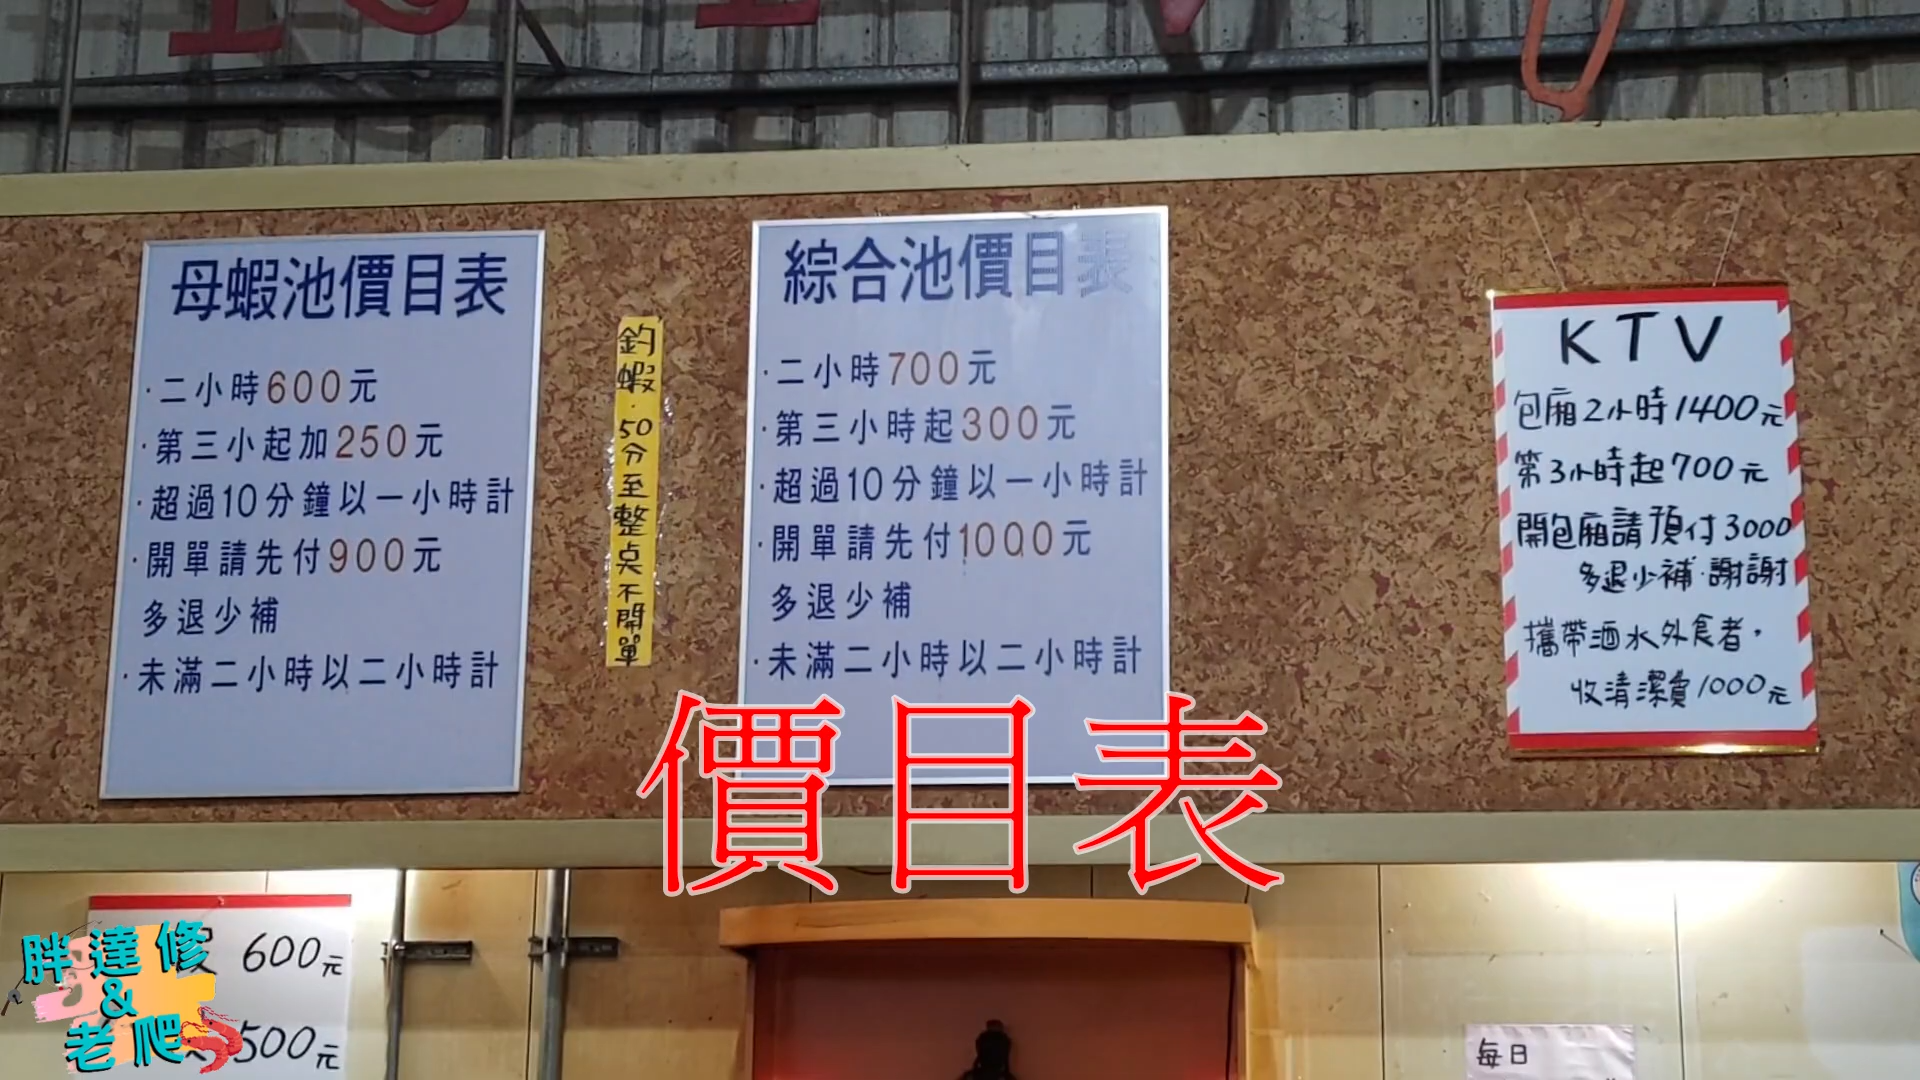 母蝦池價目表
·二小時600元
·第三小起加250元
·超過10分鐘以一小時計
·開單請先付900元
多退少補
·未滿二小時以二小時計
釣蝦·50分至整点不開單
綜合池價目表
·二小時700元
·第三小時起300元
·超過10分鐘以一小時計
·開單請先付1000元
多退少補
·未滿二小時以二小時計
KTV
包廂2小時1400元
第3小時起700元
開包廂請預付3000
多退少補·謝謝
攜帶酒水外食者,
收清潔費1000元
價目表
600元
500元
胖達修
&
老爬
每日